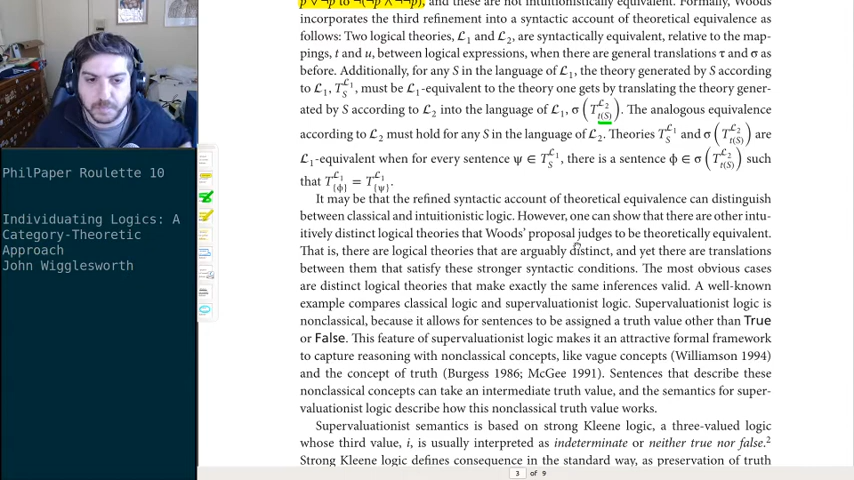 p ∨ ¬p to ¬(¬p ∧ ¬¬p), and these are not intuitionistically equivalent. Formally, Woods
incorporates the third refinement into a syntactic account of theoretical equivalence as
follows: Two logical theories, ℒ₁ and ℒ₂, are syntactically equivalent, relative to the map-
pings, t and u, between logical expressions, when there are general translations τ and σ as
before. Additionally, for any S in the language of ℒ₁, the theory generated by S according
to ℒ₁, T_S^ℒ₁, must be ℒ₁-equivalent to the theory one gets by translating the theory gener-
ated by S according to ℒ₂ into the language of ℒ₁, σ(T_{t(S)}^ℒ₂). The analogous equivalence
according to ℒ₂ must hold for any S in the language of ℒ₂. Theories T_S^ℒ₁ and σ(T_{t(S)}^ℒ₂) are
ℒ₁-equivalent when for every sentence ψ ∈ T_S^ℒ₁, there is a sentence ϕ ∈ σ(T_{t(S)}^ℒ₂) such
that T_{ϕ}^ℒ₁ = T_{ψ}^ℒ₁.
It may be that the refined syntactic account of theoretical equivalence can distinguish
between classical and intuitionistic logic. However, one can show that there are other intu-
itively distinct logical theories that Woods' proposal judges to be theoretically equivalent.
That is, there are logical theories that are arguably distinct, and yet there are translations
between them that satisfy these stronger syntactic conditions. The most obvious cases
are distinct logical theories that make exactly the same inferences valid. A well-known
example compares classical logic and supervaluationist logic. Supervaluationist logic is
nonclassical, because it allows for sentences to be assigned a truth value other than True
or False. This feature of supervaluationist logic makes it an attractive formal framework
to capture reasoning with nonclassical concepts, like vague concepts (Williamson 1994)
and the concept of truth (Burgess 1986; McGee 1991). Sentences that describe these
nonclassical concepts can take an intermediate truth value, and the semantics for super-
valuationist logic describe how this nonclassical truth value works.
Supervaluationist semantics is based on strong Kleene logic, a three-valued logic
whose third value, i, is usually interpreted as indeterminate or neither true nor false.²
Strong Kleene logic defines consequence in the standard way, as preservation of truth
3 of 9
PhilPaper Roulette 10
Individuating Logics: A
Category-Theoretic
Approach
John Wigglesworth